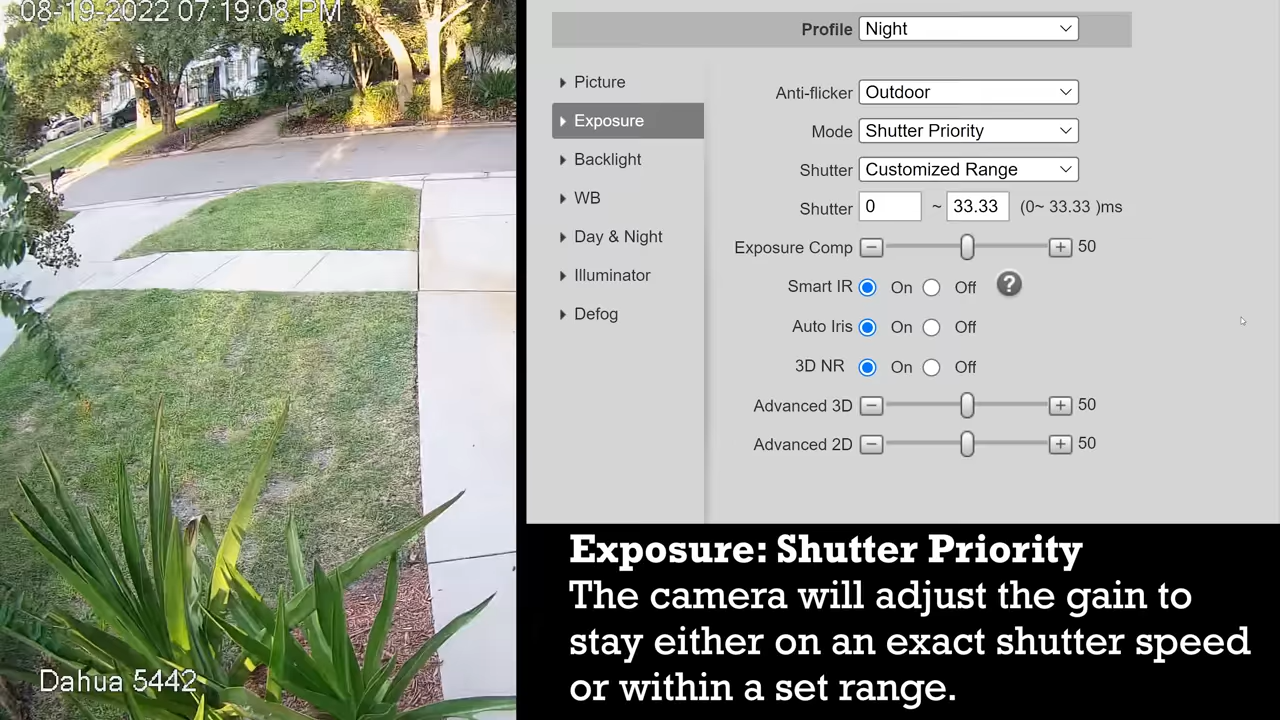 08-19-2022 07:19:08 PM
Dahua 5442
Profile Night
Picture
Exposure
Backlight
WB
Day & Night
Illuminator
Defog
Anti-flicker Outdoor
Mode Shutter Priority
Shutter Customized Range
Shutter 0 ~ 33.33 (0~ 33.33 )ms
Exposure Comp − + 50
Smart IR On Off ?
Auto Iris On Off
3D NR On Off
Advanced 3D − + 50
Advanced 2D − + 50
Exposure: Shutter Priority
The camera will adjust the gain to
stay either on an exact shutter speed
or within a set range.